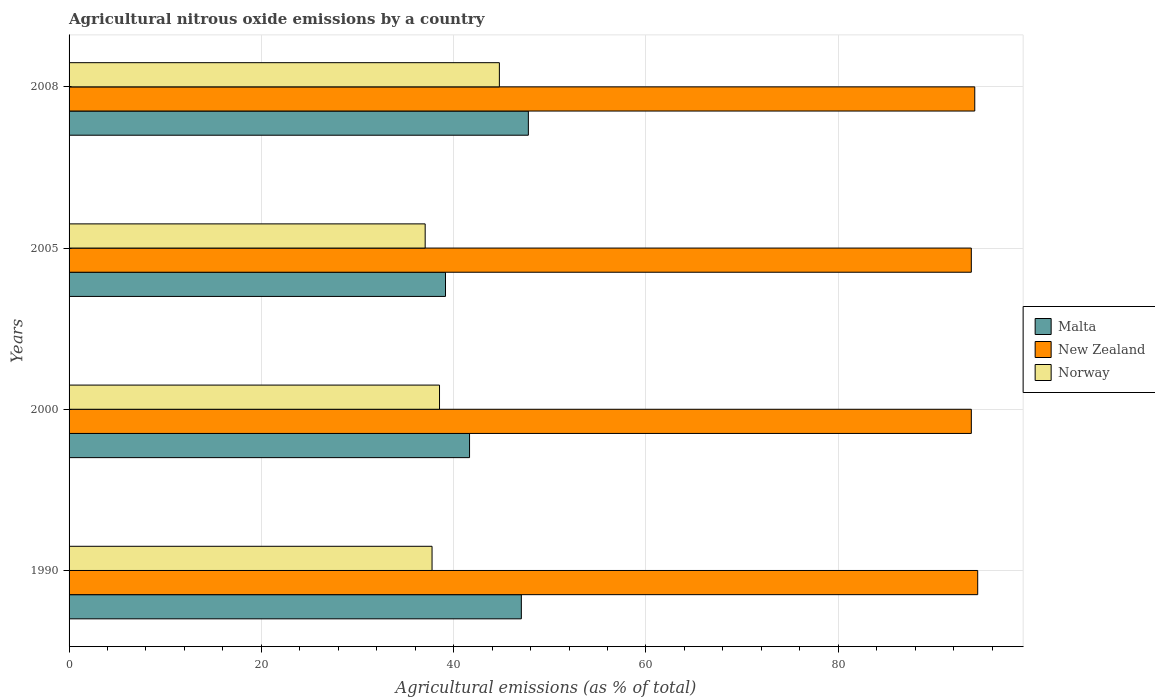 Agricultural nitrous oxide emissions by a country
2008
2005
2000
1990
Years
0
20
40
60
80
Agricultural emissions (as % of total)
Malta
New Zealand
Norway